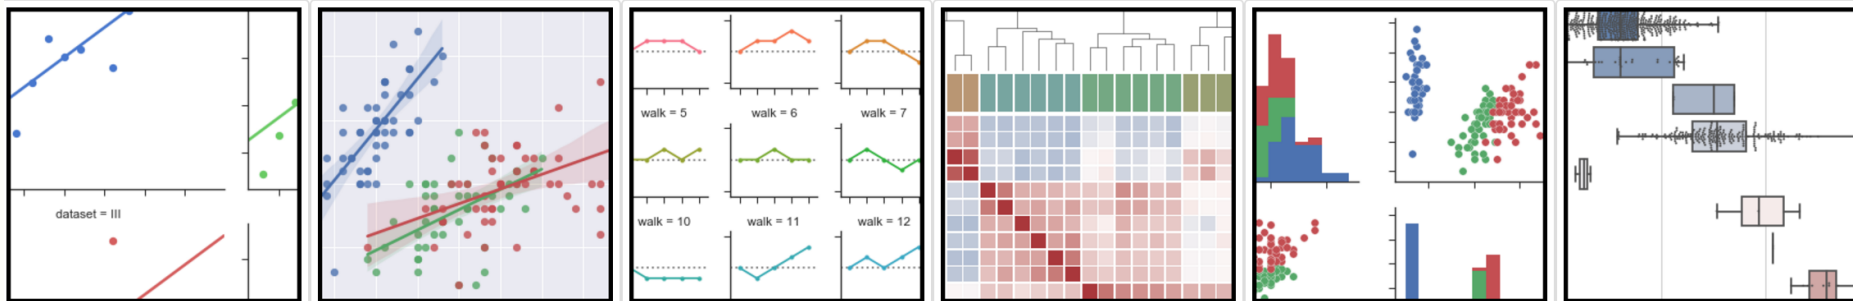 dataset = III
walk = 5 walk = 6 walk = 7
walk = 10 walk = 11 walk = 12